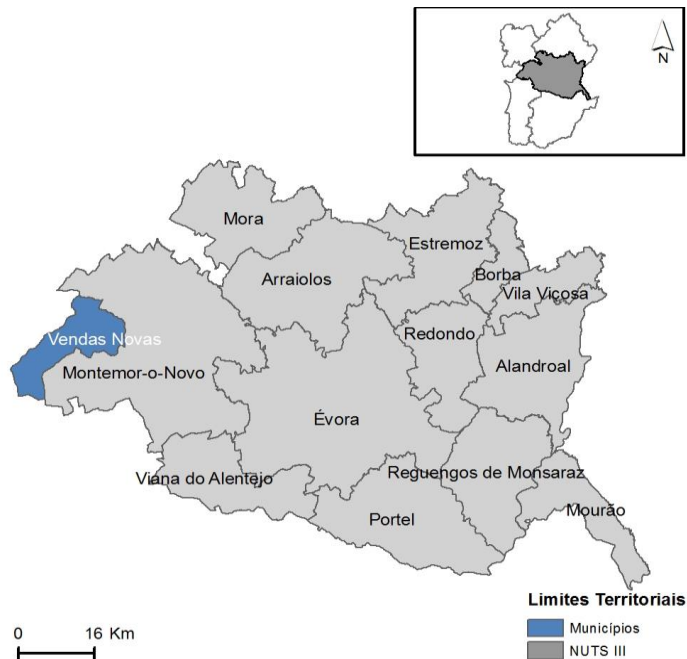 N
Mora
Estremoz
Arraiolos
Borba
Vila Viçosa
Redondo
Vendas Novas
Alandroal
Montemor-o-Novo
Évora
Viana do Alentejo
Reguengos de Monsaraz
Portel
Mourão
Limites Territoriais
Municípios
NUTS III
0 16 Km